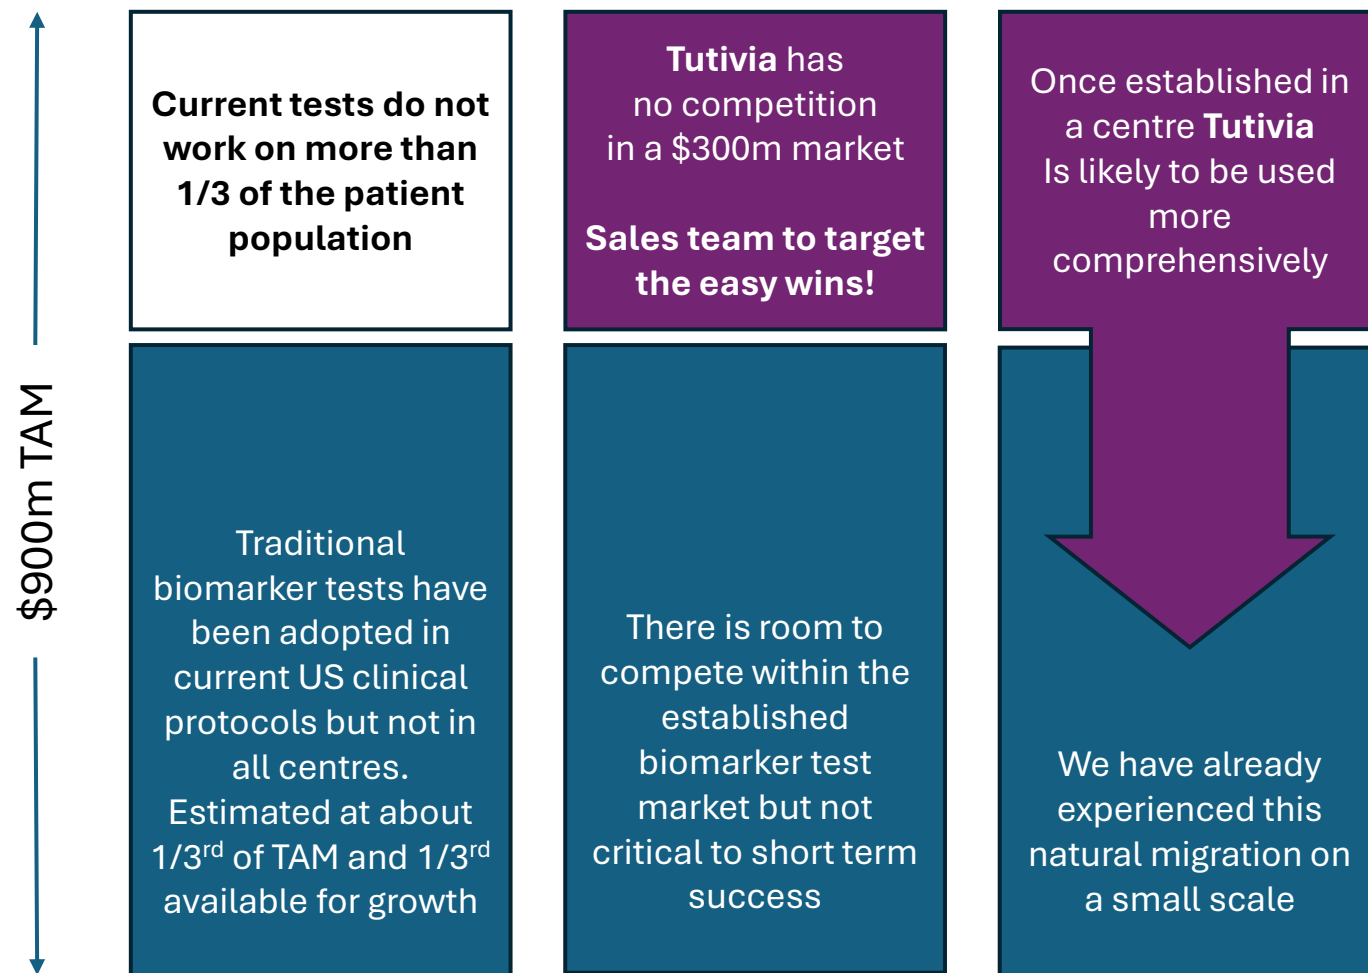 $900m TAM
Current tests do not
work on more than
1/3 of the patient
population
Traditional
biomarker tests have
been adopted in
current US clinical
protocols but not in
all centres.
Estimated at about
1/3rd of TAM and 1/3rd
available for growth
Tutivia has
no competition
in a $300m market
Sales team to target
the easy wins!
There is room to
compete within the
established
biomarker test
market but not
critical to short term
success
Once established in
a centre Tutivia
Is likely to be used
more
comprehensively
We have already
experienced this
natural migration on
a small scale